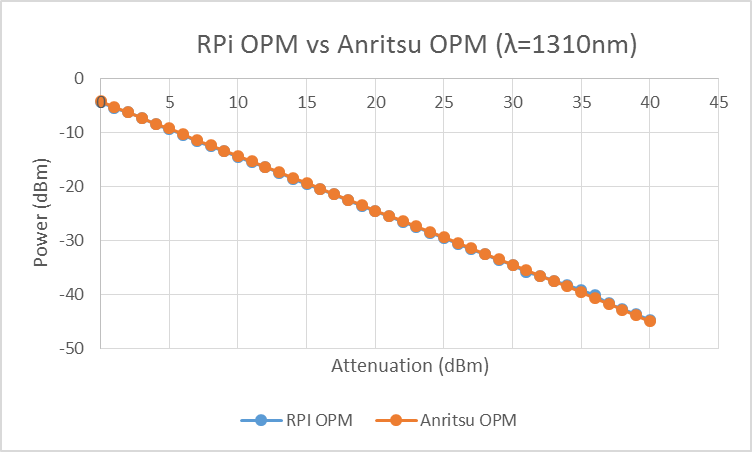 RPi OPM vs Anritsu OPM (λ=1310nm)
0
0 5 10 15 20 25 30 35 40 45
-10
-20
-30
-40
-50
Power (dBm)
Attenuation (dBm)
RPI OPM Anritsu OPM